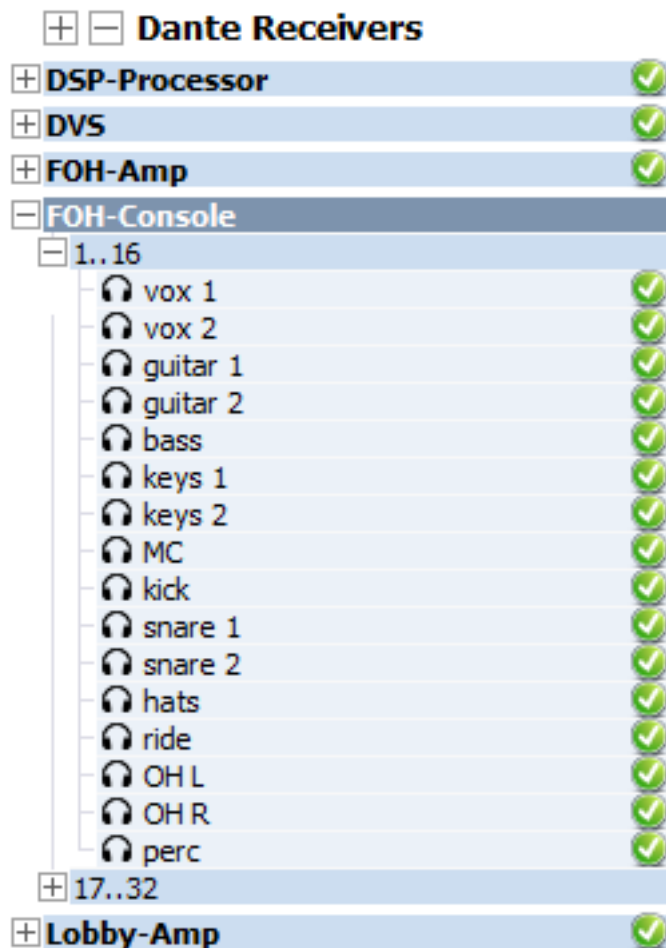 Dante Receivers
DSP-Processor
DVS
FOH-Amp
FOH-Console
1..16
vox 1
vox 2
guitar 1
guitar 2
bass
keys 1
keys 2
MC
kick
snare 1
snare 2
hats
ride
OH L
OH R
perc
17..32
Lobby-Amp